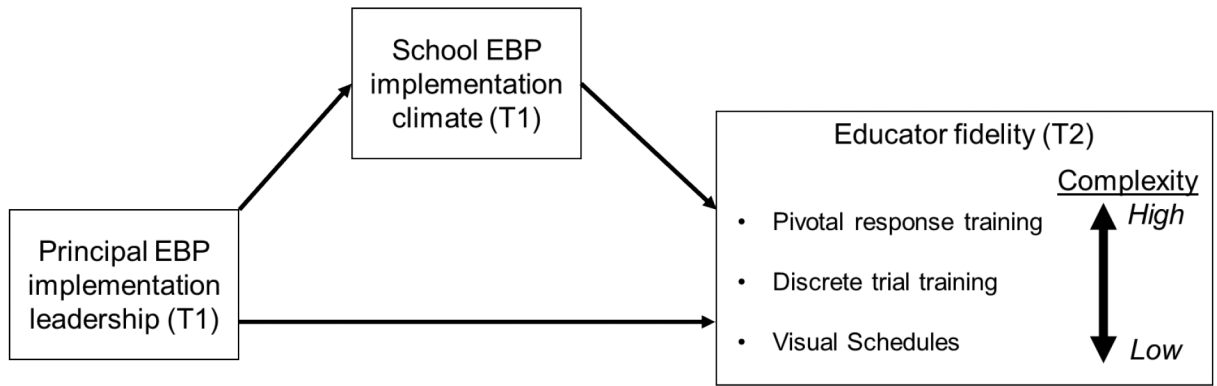 School EBP
implementation
climate (T1)
Principal EBP
implementation
leadership (T1)
Educator fidelity (T2)
Complexity
High
• Pivotal response training
• Discrete trial training
• Visual Schedules
Low